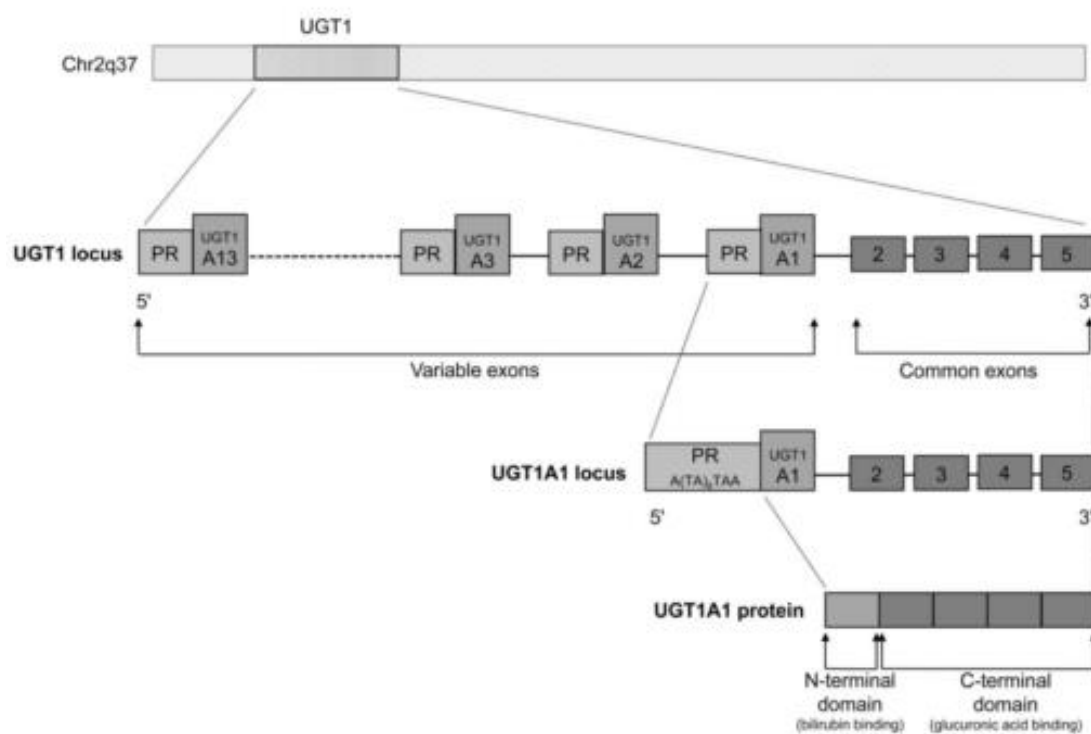 UGT1
Chr2q37
UGT1 locus
PR
UGT1
A13
PR
UGT1
A3
PR
UGT1
A2
PR
UGT1
A1
2
3
4
5
5'
3'
Variable exons
Common exons
UGT1A1 locus
PR
A(TA)₆TAA
UGT1
A1
2
3
4
5
5'
3'
UGT1A1 protein
N-terminal
domain
(bilirubin binding)
C-terminal
domain
(glucuronic acid binding)